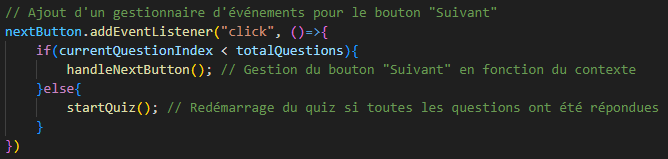 // Ajout d'un gestionnaire d'événements pour le bouton "Suivant"
nextButton.addEventListener("click", ()=>{
    if(currentQuestionIndex < totalQuestions){
        handleNextButton(); // Gestion du bouton "Suivant" en fonction du contexte
    }else{
        startQuiz(); // Redémarrage du quiz si toutes les questions ont été répondues
    }
})